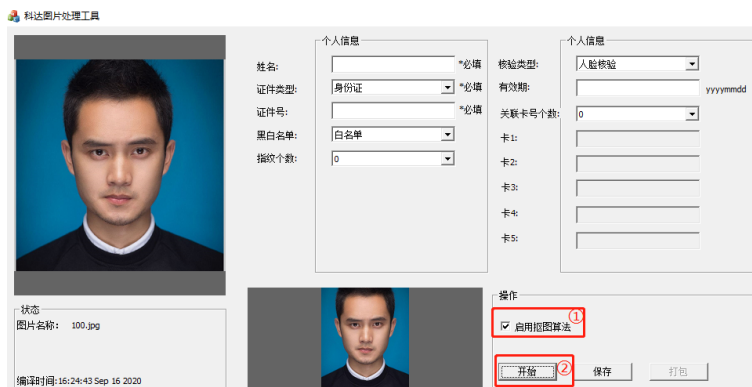 科达图片处理工具
个人信息
姓名: *必填
证件类型: 身份证 *必填
证件号: *必填
黑白名单: 白名单
指纹个数: 0
个人信息
核验类型: 人脸核验
有效期: yyyymmdd
关联卡号个数: 0
卡1:
卡2:
卡3:
卡4:
卡5:
状态
图片名称: 100.jpg
编译时间:16:24:43 Sep 16 2020
操作
启用抠图算法 ①
开始 ② 保存 打包